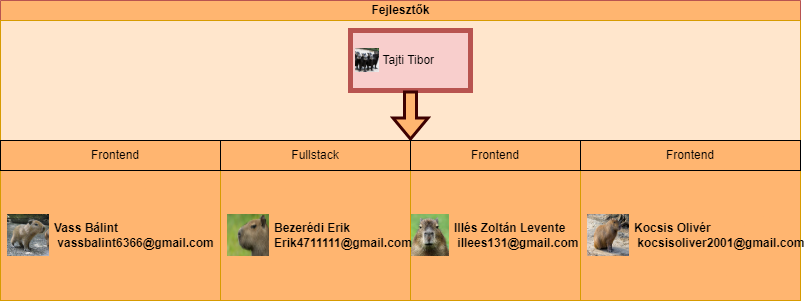 Fejlesztők
Tajti Tibor
Frontend
Fullstack
Frontend
Frontend
Vass Bálint
vassbalint6366@gmail.com
Bezerédi Erik
Erik4711111@gmail.com
Illés Zoltán Levente
illees131@gmail.com
Kocsis Olivér
kocsisoliver2001@gmail.com